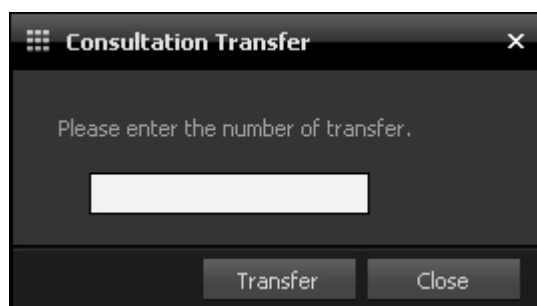 Consultation Transfer
Please enter the number of transfer.
Transfer Close